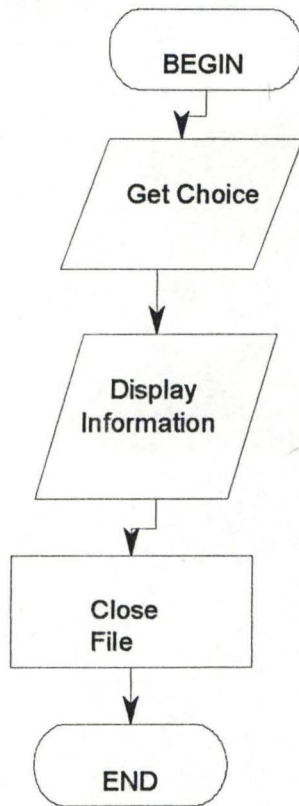 BEGIN
Get Choice
Display
Information
Close
File
END